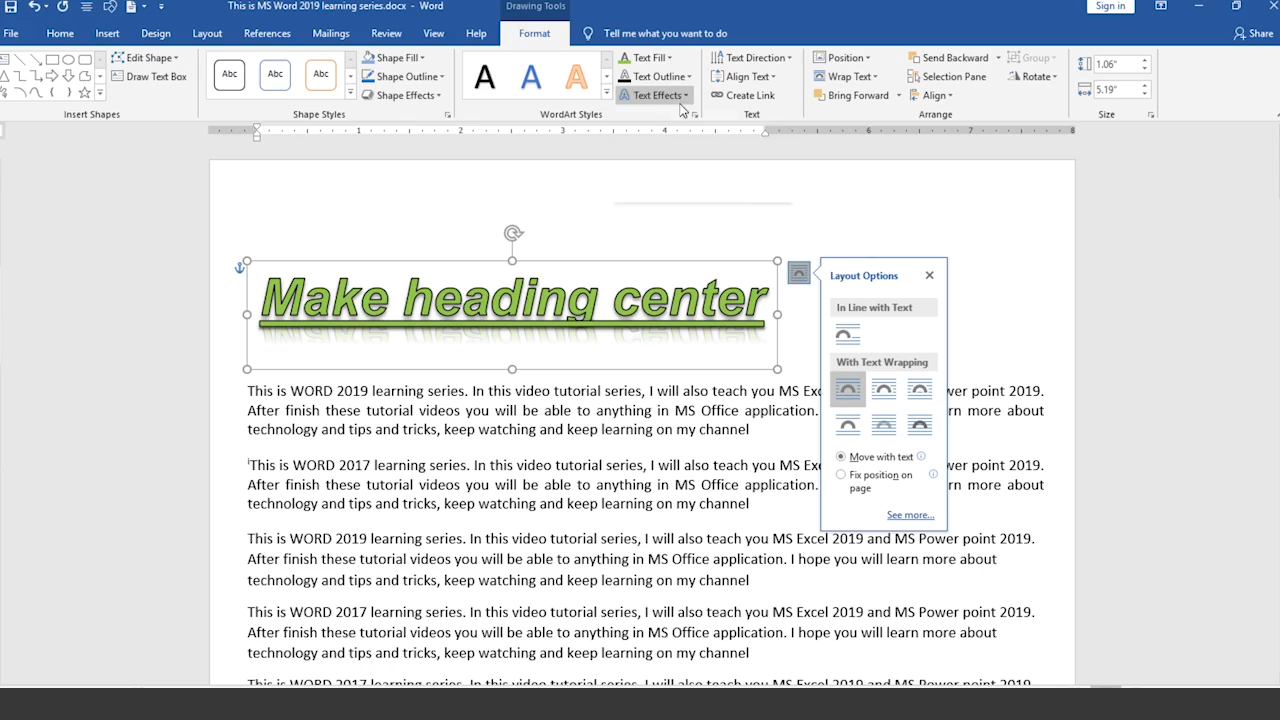 This is MS Word 2019 learning series.docx - Word
Drawing Tools
Sign in
File Home Insert Design Layout References Mailings Review View Help Format Tell me what you want to do Share
Edit Shape
Draw Text Box
Insert Shapes
Abc Abc Abc
Shape Fill
Shape Outline
Shape Effects
Shape Styles
A A A
Text Fill
Text Outline
Text Effects
WordArt Styles
Text Direction
Align Text
Create Link
Text
Position
Wrap Text
Bring Forward
Send Backward
Selection Pane
Align
Group
Rotate
Arrange
1.06"
5.19"
Size
1 2 3 4 5 6 7 8
Make heading center
Layout Options
In Line with Text
With Text Wrapping
Move with text
Fix position on
page
See more...
This is WORD 2019 learning series. In this video tutorial series, I will also teach you MS Exc wer point 2019.
After finish these tutorial videos you will be able to anything in MS Office application. rn more about
technology and tips and tricks, keep watching and keep learning on my channel
This is WORD 2017 learning series. In this video tutorial series, I will also teach you MS Exc wer point 2019.
After finish these tutorial videos you will be able to anything in MS Office application. rn more about
technology and tips and tricks, keep watching and keep learning on my channel
This is WORD 2019 learning series. In this video tutorial series, I will also teach you MS Excel 2019 and MS Power point 2019.
After finish these tutorial videos you will be able to anything in MS Office application. I hope you will learn more about
technology and tips and tricks, keep watching and keep learning on my channel
This is WORD 2017 learning series. In this video tutorial series, I will also teach you MS Excel 2019 and MS Power point 2019.
After finish these tutorial videos you will be able to anything in MS Office application. I hope you will learn more about
technology and tips and tricks, keep watching and keep learning on my channel
This is WORD 2017 learning series. In this video tutorial series, I will also teach you MS Excel 2019 and MS Power point 2019.